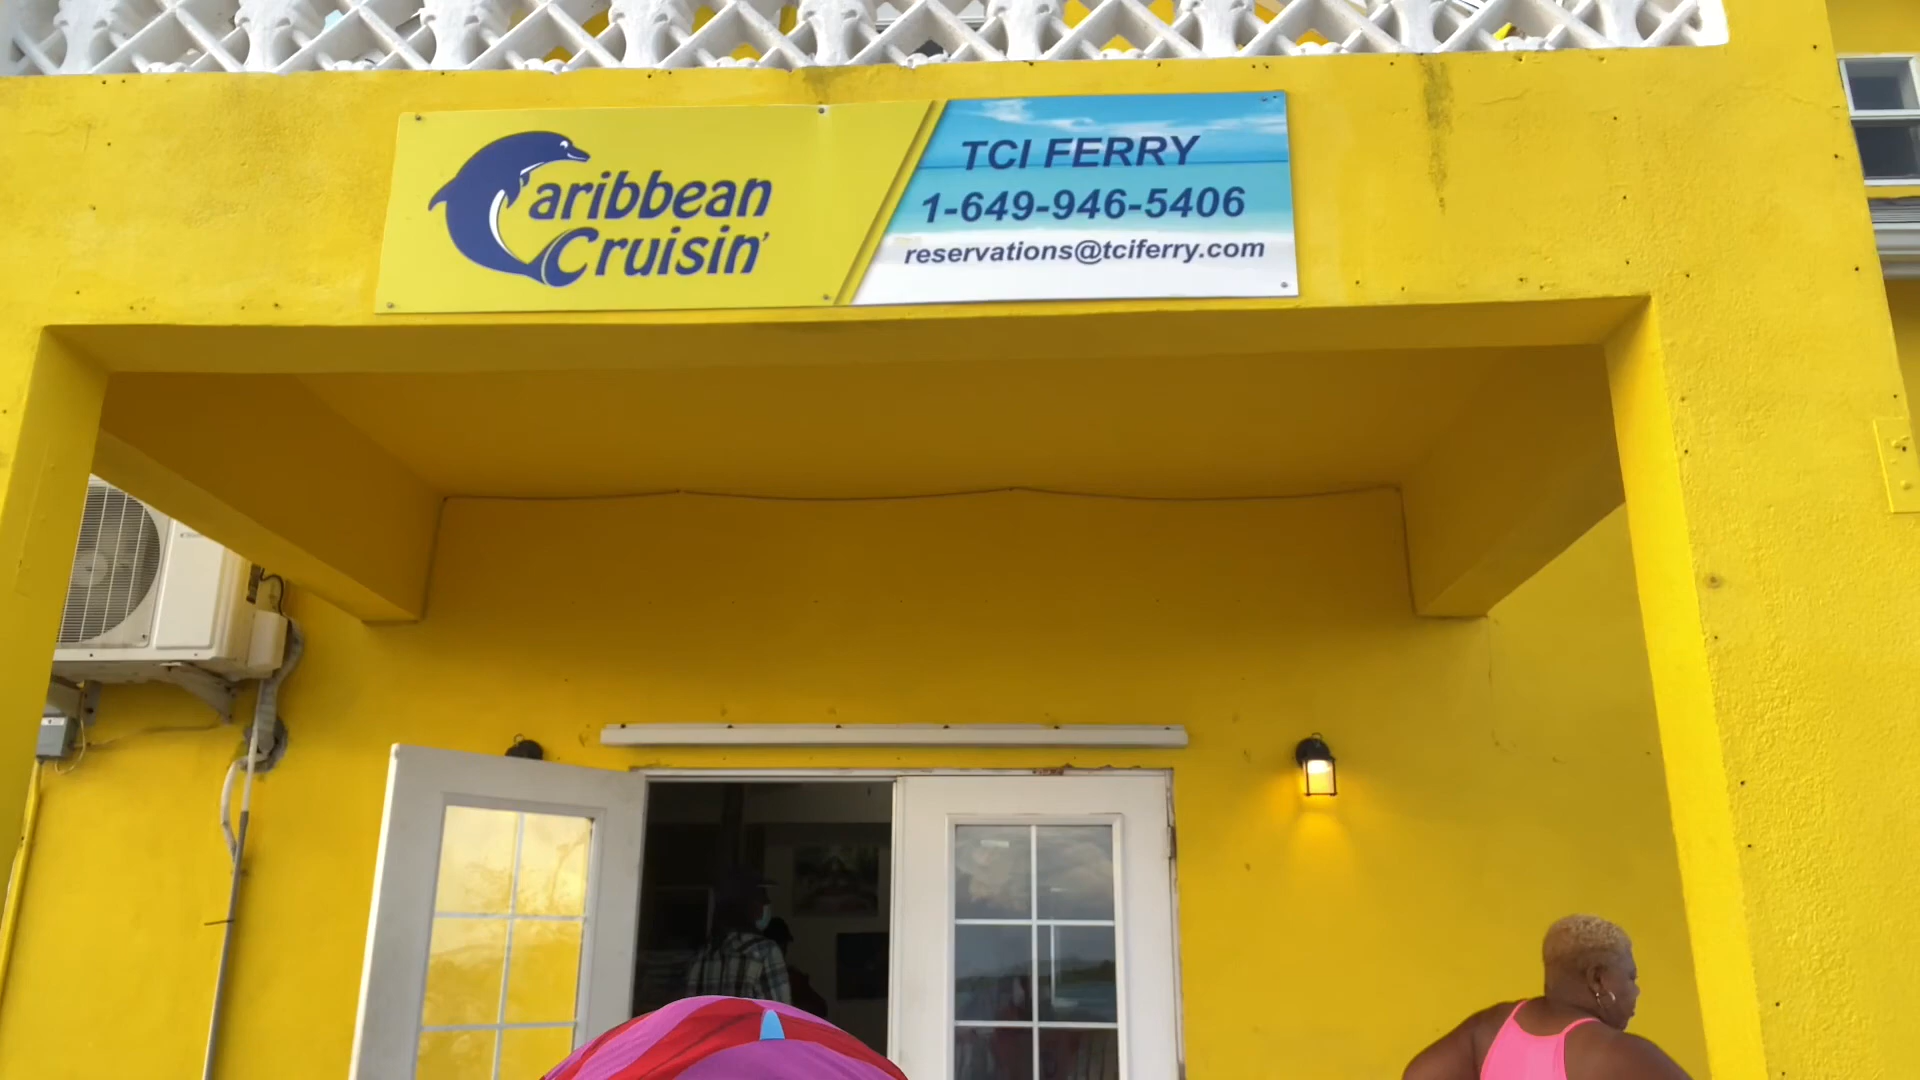 Caribbean
Cruisin'
TCI FERRY
1-649-946-5406
reservations@tciferry.com